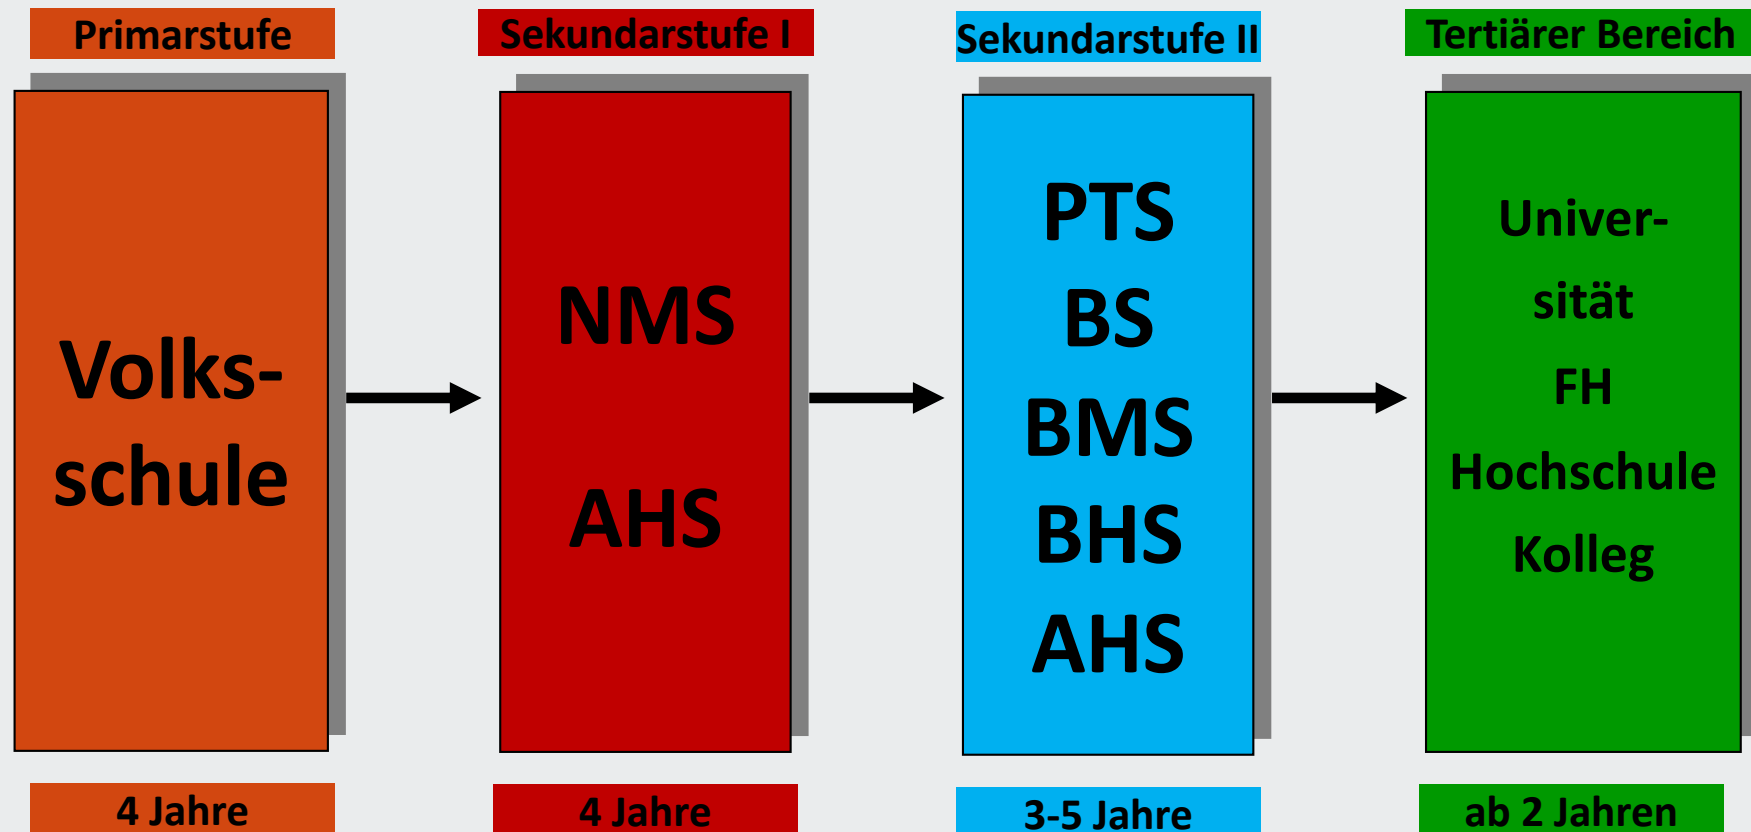 Primarstufe
Volks-
schule
4 Jahre
Sekundarstufe I
NMS
AHS
4 Jahre
Sekundarstufe II
PTS
BS
BMS
BHS
AHS
3-5 Jahre
Tertiärer Bereich
Univer-
sität
FH
Hochschule
Kolleg
ab 2 Jahren